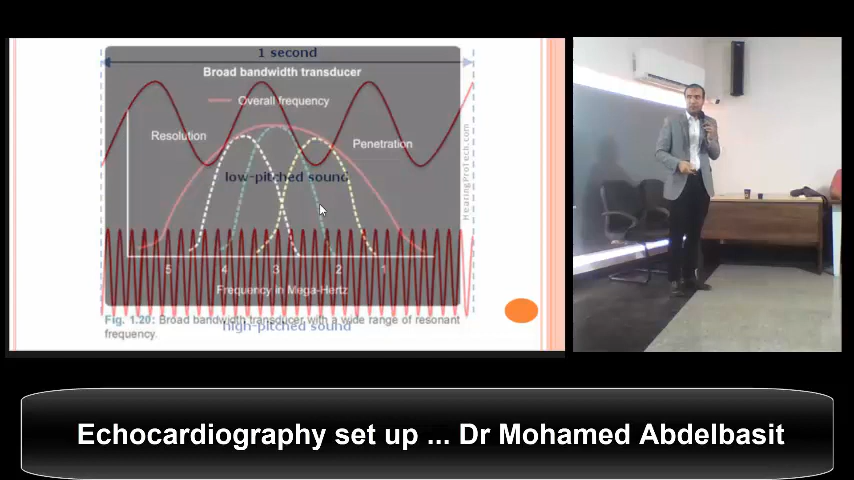 1 second
Broad bandwidth transducer
Overall frequency
Resolution
Penetration
low-pitched sound
HearingProTech.com
5 4 3 2 1
Frequency in Mega-Hertz
Fig. 1.20: Broad bandwidth transducer with a wide range of resonant
frequency.
high-pitched sound
Echocardiography set up ... Dr Mohamed Abdelbasit